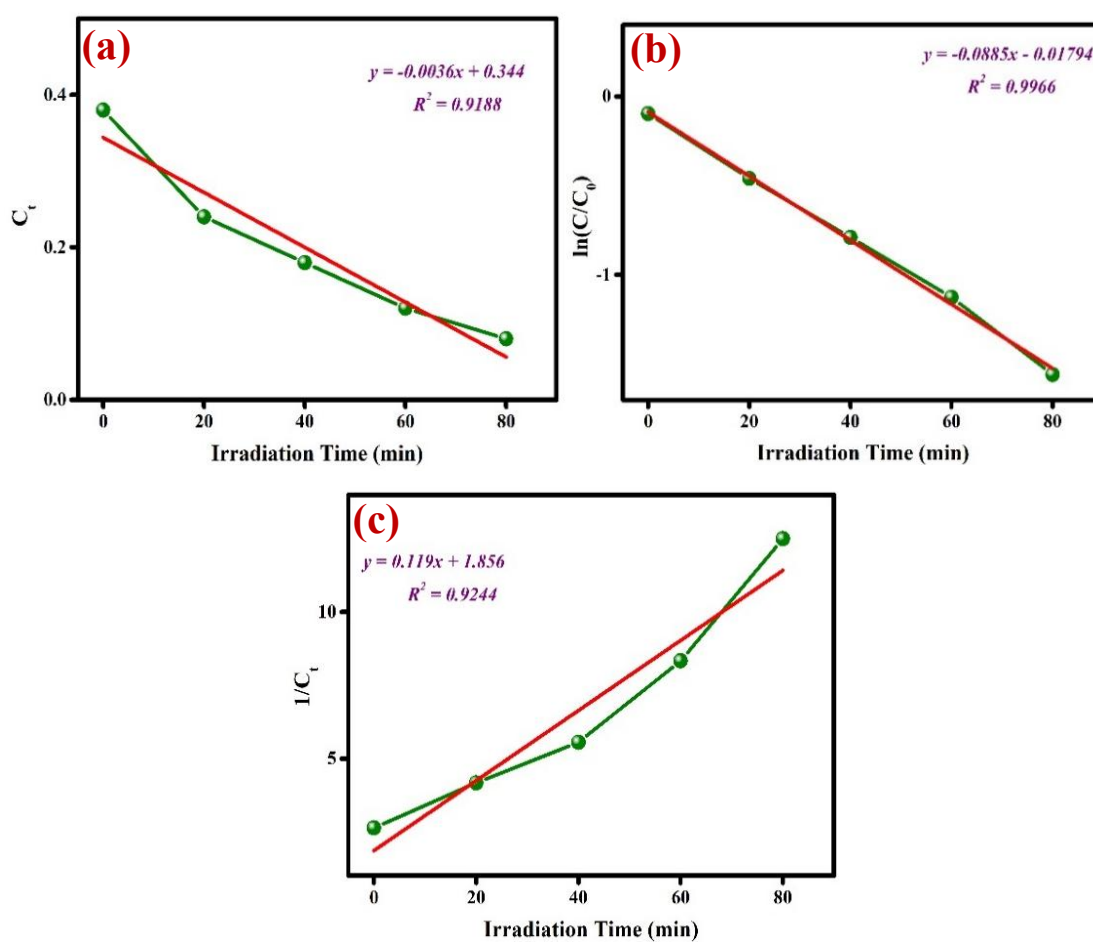 (a)
y = -0.0036x + 0.344
R² = 0.9188
0.4
0.2
0.0
Cₜ
0 20 40 60 80
Irradiation Time (min)
(b)
y = -0.0885x - 0.01794
R² = 0.9966
0
-1
ln(C/C₀)
0 20 40 60 80
Irradiation Time (min)
(c)
y = 0.119x + 1.856
R² = 0.9244
10
5
1/Cₜ
0 20 40 60 80
Irradiation Time (min)